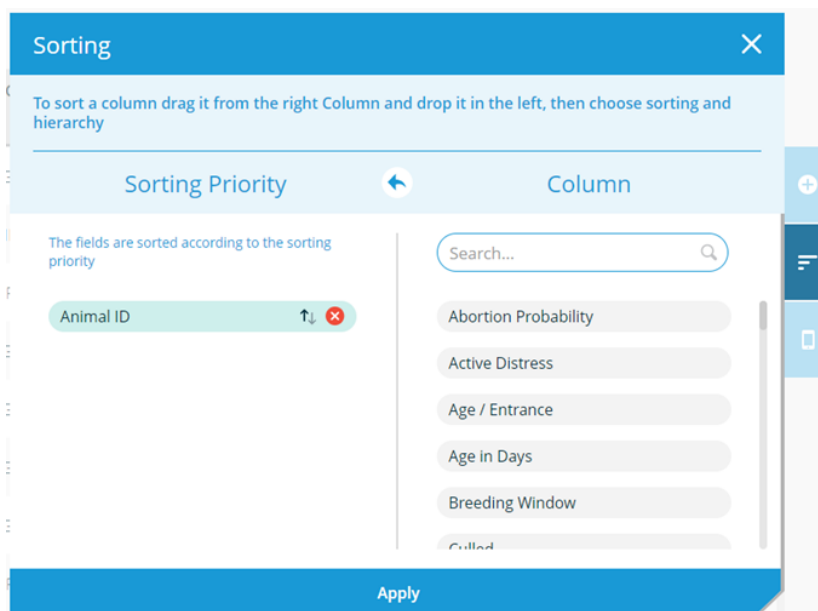 Sorting
To sort a column drag it from the right Column and drop it in the left, then choose sorting and
hierarchy
Sorting Priority
Column
The fields are sorted according to the sorting
priority
Search...
Animal ID
Abortion Probability
Active Distress
Age / Entrance
Age in Days
Breeding Window
Culled
Apply